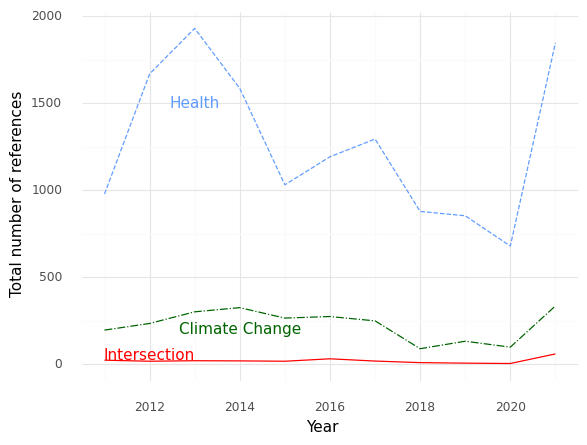 2000
1500
1000
500
0
Total number of references
Health
Climate Change
Intersection
2012 2014 2016 2018 2020
Year